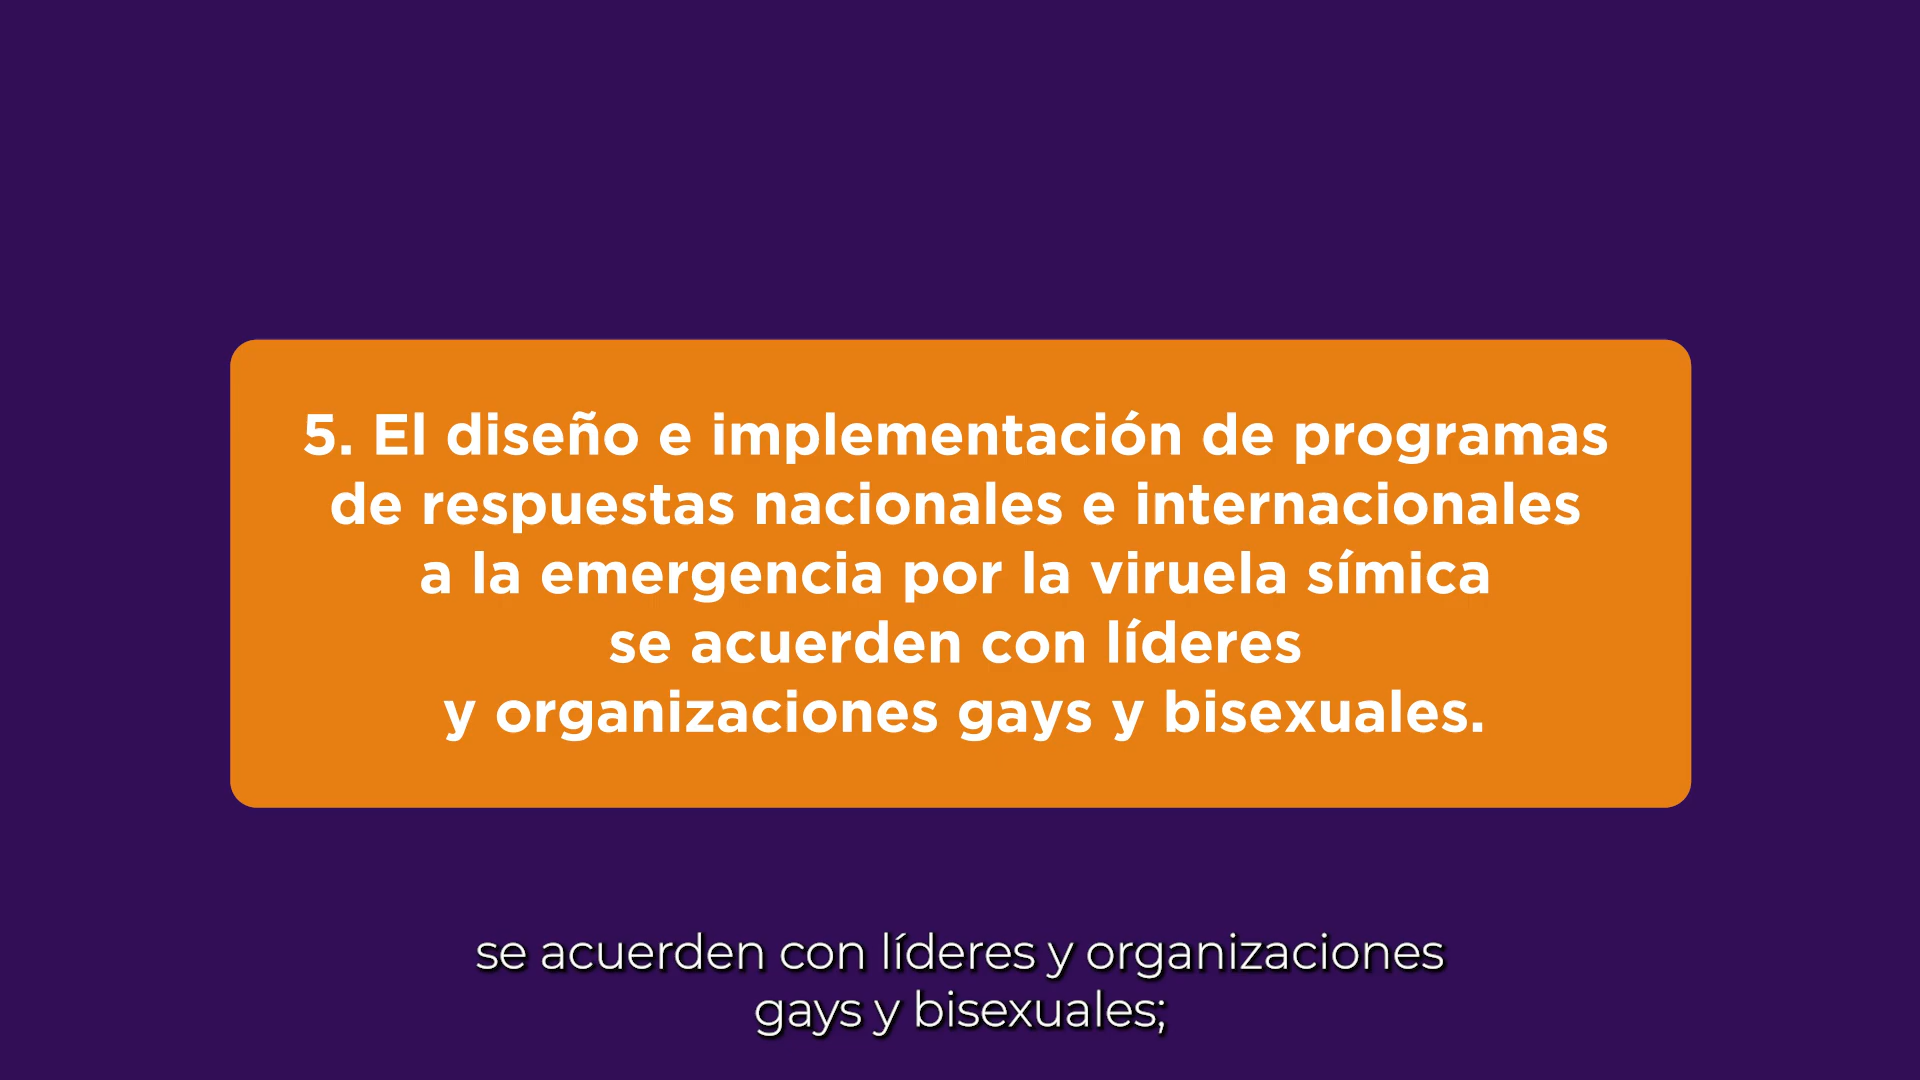 5. El diseño e implementación de programas
de respuestas nacionales e internacionales
a la emergencia por la viruela símica
se acuerden con líderes
y organizaciones gays y bisexuales.
se acuerden con líderes y organizaciones
gays y bisexuales;